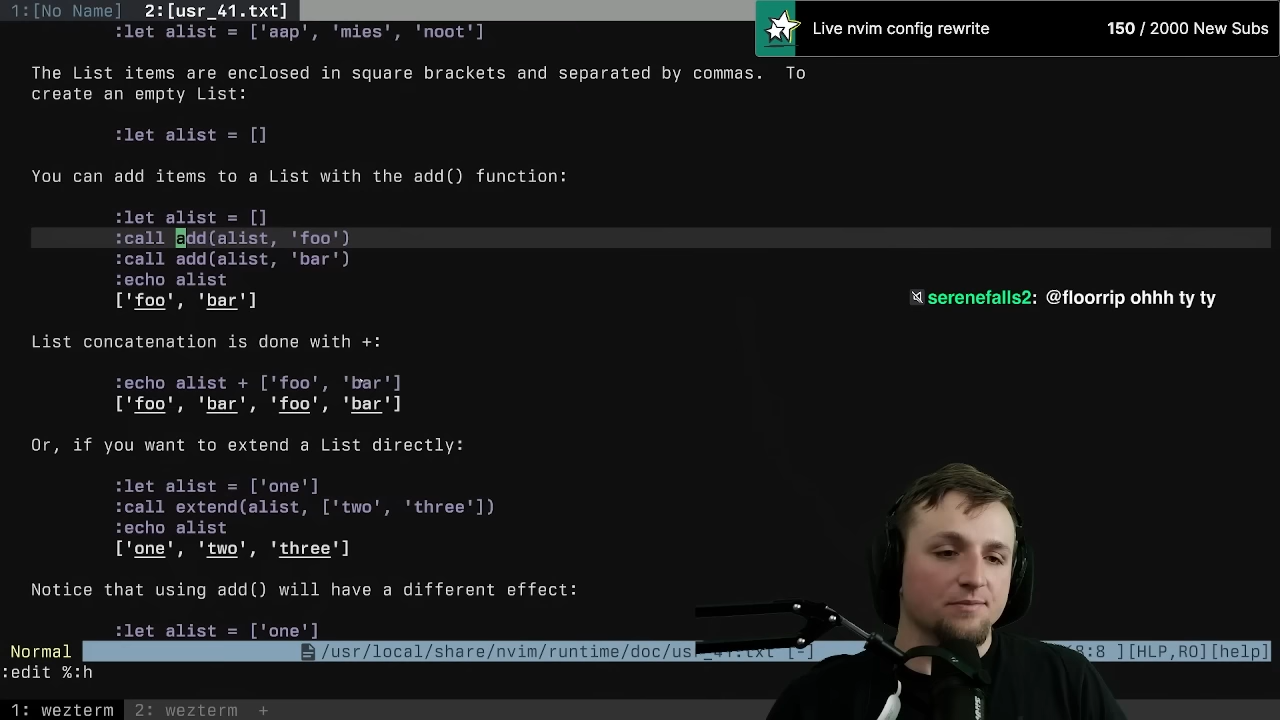 1:[No Name]  2:[usr_41.txt]
Live nvim config rewrite
150 / 2000 New Subs
:let alist = ['aap', 'mies', 'noot']
The List items are enclosed in square brackets and separated by commas.  To
create an empty List:
:let alist = []
You can add items to a List with the add() function:
:let alist = []
:call add(alist, 'foo')
:call add(alist, 'bar')
:echo alist
['foo', 'bar']
serenefalls2: @floorrip ohhh ty ty
List concatenation is done with +:
:echo alist + ['foo', 'bar']
['foo', 'bar', 'foo', 'bar']
Or, if you want to extend a List directly:
:let alist = ['one']
:call extend(alist, ['two', 'three'])
:echo alist
['one', 'two', 'three']
Notice that using add() will have a different effect:
:let alist = ['one']
Normal /usr/local/share/nvim/runtime/doc/usr_41.txt [-] 8:8 ][HLP,RO][help]
:edit %:h
1: wezterm  2: wezterm  +